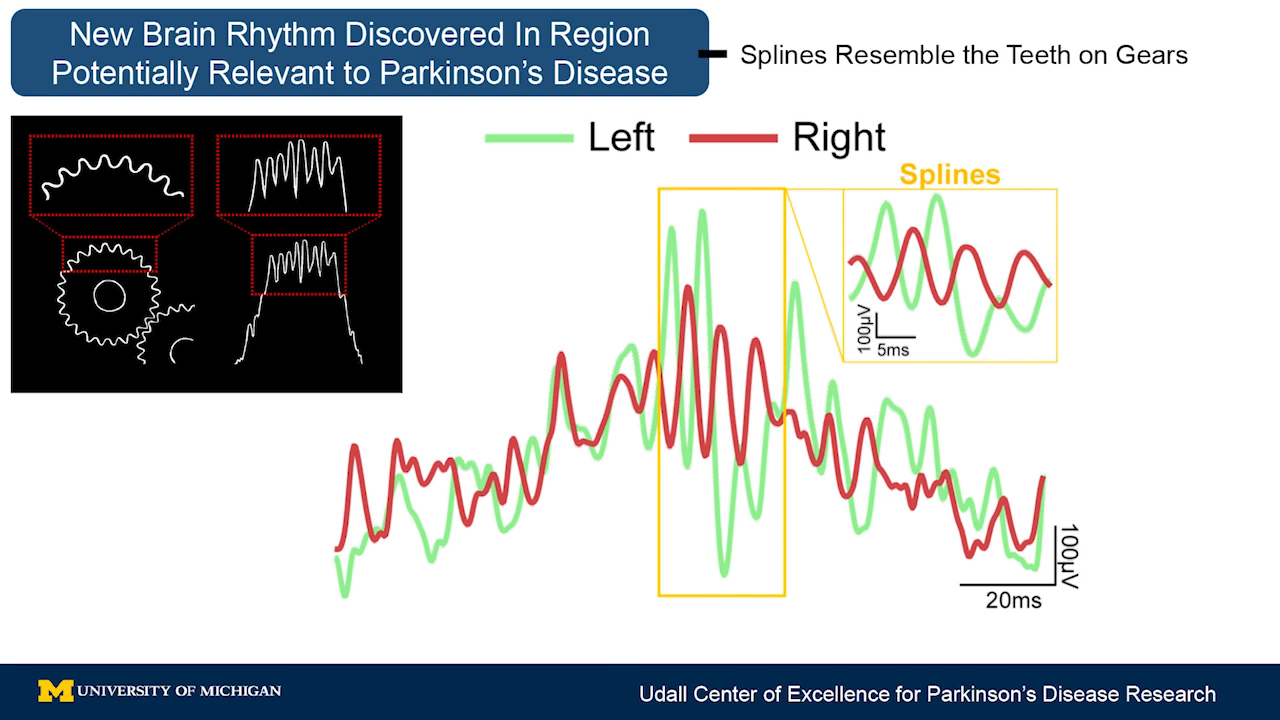 New Brain Rhythm Discovered In Region
Potentially Relevant to Parkinson's Disease
Splines Resemble the Teeth on Gears
Left
Right
Splines
100µV
5ms
100µV
20ms
M UNIVERSITY OF MICHIGAN
Udall Center of Excellence for Parkinson's Disease Research